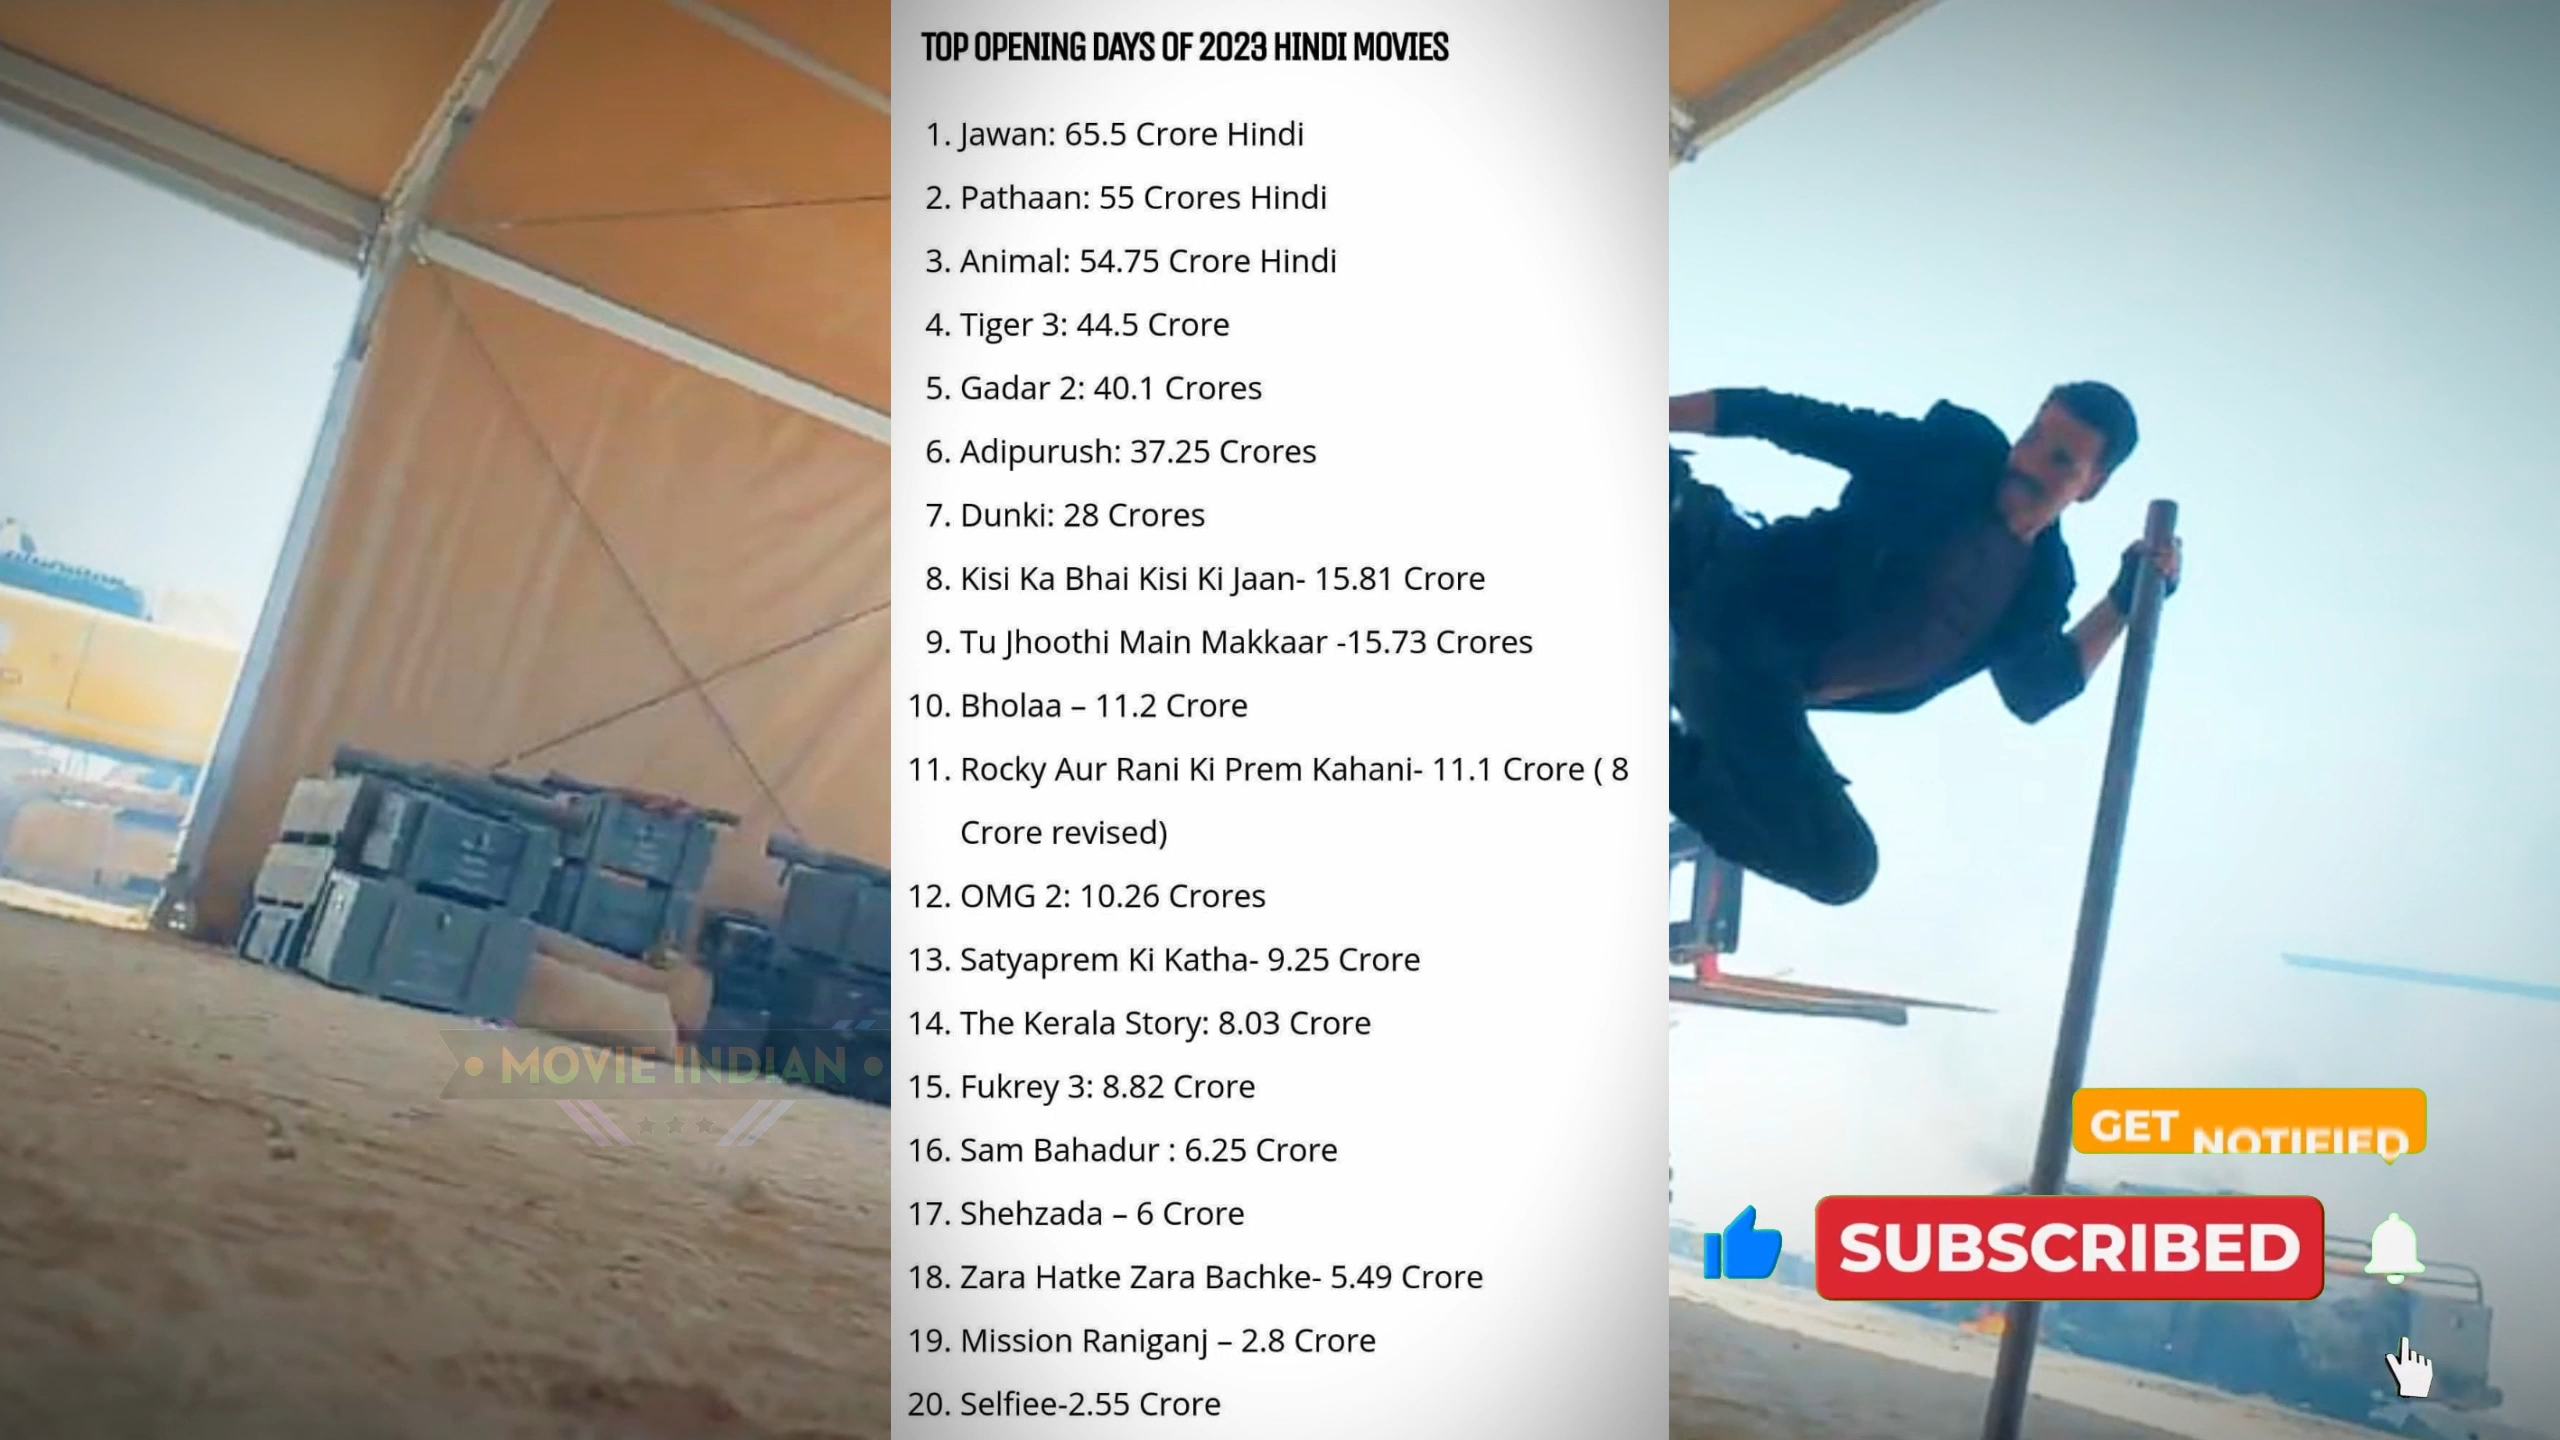 TOP OPENING DAYS OF 2023 HINDI MOVIES
1. Jawan: 65.5 Crore Hindi
2. Pathaan: 55 Crores Hindi
3. Animal: 54.75 Crore Hindi
4. Tiger 3: 44.5 Crore
5. Gadar 2: 40.1 Crores
6. Adipurush: 37.25 Crores
7. Dunki: 28 Crores
8. Kisi Ka Bhai Kisi Ki Jaan- 15.81 Crore
9. Tu Jhoothi Main Makkaar -15.73 Crores
10. Bholaa – 11.2 Crore
11. Rocky Aur Rani Ki Prem Kahani- 11.1 Crore ( 8
Crore revised)
12. OMG 2: 10.26 Crores
13. Satyaprem Ki Katha- 9.25 Crore
14. The Kerala Story: 8.03 Crore
15. Fukrey 3: 8.82 Crore
16. Sam Bahadur : 6.25 Crore
17. Shehzada – 6 Crore
18. Zara Hatke Zara Bachke- 5.49 Crore
19. Mission Raniganj – 2.8 Crore
20. Selfiee-2.55 Crore
MOVIE INDIAN
GET NOTIFIED
SUBSCRIBED